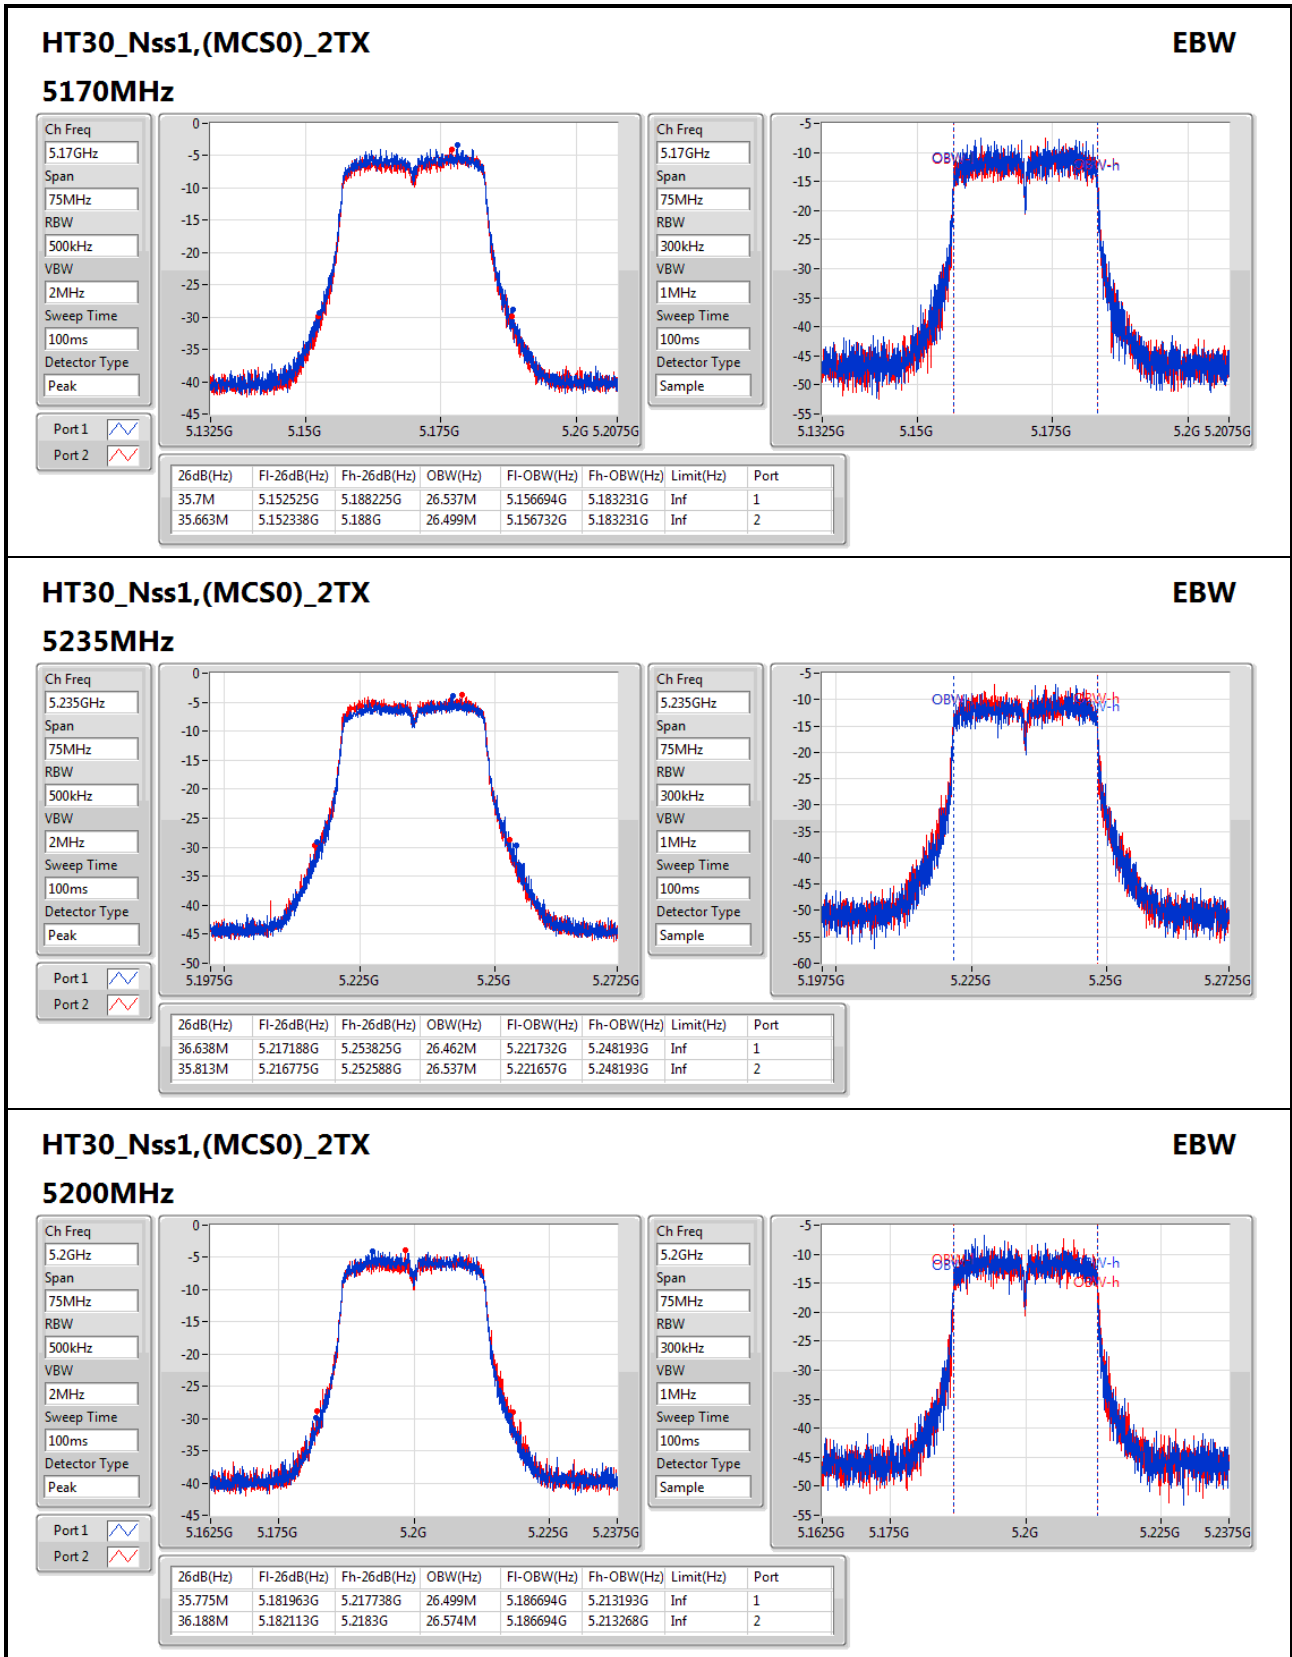 HT30_Nss1,(MCS0)_2TX EBW
5170MHz
Ch Freq
5.17GHz
Span
75MHz
RBW
500kHz
VBW
2MHz
Sweep Time
100ms
Detector Type
Peak
Port 1
Port 2
0
-5
-10
-15
-20
-25
-30
-35
-40
-45
5.1325G 5.15G 5.175G 5.2G 5.2075G
Ch Freq
5.17GHz
Span
75MHz
RBW
300kHz
VBW
1MHz
Sweep Time
100ms
Detector Type
Sample
-5
-10
-15
-20
-25
-30
-35
-40
-45
-50
-55
5.1325G 5.15G 5.175G 5.2G 5.2075G
26dB(Hz) Fl-26dB(Hz) Fh-26dB(Hz) OBW(Hz) Fl-OBW(Hz) Fh-OBW(Hz) Limit(Hz) Port
35.7M 5.152525G 5.188225G 26.537M 5.156694G 5.183231G Inf 1
35.663M 5.152338G 5.188G 26.499M 5.156732G 5.183231G Inf 2
HT30_Nss1,(MCS0)_2TX EBW
5235MHz
Ch Freq
5.235GHz
Span
75MHz
RBW
500kHz
VBW
2MHz
Sweep Time
100ms
Detector Type
Peak
Port 1
Port 2
0
-5
-10
-15
-20
-25
-30
-35
-40
-45
-50
5.1975G 5.225G 5.25G 5.2725G
Ch Freq
5.235GHz
Span
75MHz
RBW
300kHz
VBW
1MHz
Sweep Time
100ms
Detector Type
Sample
-5
-10
-15
-20
-25
-30
-35
-40
-45
-50
-55
-60
OBW-h
5.1975G 5.225G 5.25G 5.2725G
26dB(Hz) Fl-26dB(Hz) Fh-26dB(Hz) OBW(Hz) Fl-OBW(Hz) Fh-OBW(Hz) Limit(Hz) Port
36.638M 5.217188G 5.253825G 26.462M 5.221732G 5.248193G Inf 1
35.813M 5.216775G 5.252588G 26.537M 5.221657G 5.248193G Inf 2
HT30_Nss1,(MCS0)_2TX EBW
5200MHz
Ch Freq
5.2GHz
Span
75MHz
RBW
500kHz
VBW
2MHz
Sweep Time
100ms
Detector Type
Peak
Port 1
Port 2
0
-5
-10
-15
-20
-25
-30
-35
-40
-45
5.1625G 5.175G 5.2G 5.225G 5.2375G
Ch Freq
5.2GHz
Span
75MHz
RBW
300kHz
VBW
1MHz
Sweep Time
100ms
Detector Type
Sample
-5
-10
-15
-20
-25
-30
-35
-40
-45
-50
-55
OBW-h
5.1625G 5.175G 5.2G 5.225G 5.2375G
26dB(Hz) Fl-26dB(Hz) Fh-26dB(Hz) OBW(Hz) Fl-OBW(Hz) Fh-OBW(Hz) Limit(Hz) Port
35.775M 5.181963G 5.217738G 26.499M 5.186694G 5.213193G Inf 1
36.188M 5.182113G 5.2183G 26.574M 5.186694G 5.213268G Inf 2